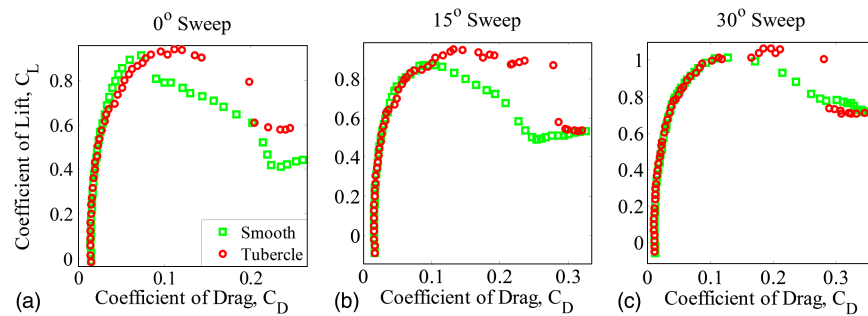 0° Sweep
15° Sweep
30° Sweep
Coefficient of Lift, C_L
0.8
0.6
0.4
0.2
0
0
0.1
0.2
Smooth
Tubercle
(a)
Coefficient of Drag, C_D
0.8
0.6
0.4
0.2
0
0
0.1
0.2
0.3
(b)
Coefficient of Drag, C_D
1
0.8
0.6
0.4
0.2
0
0
0.1
0.2
0.3
(c)
Coefficient of Drag, C_D